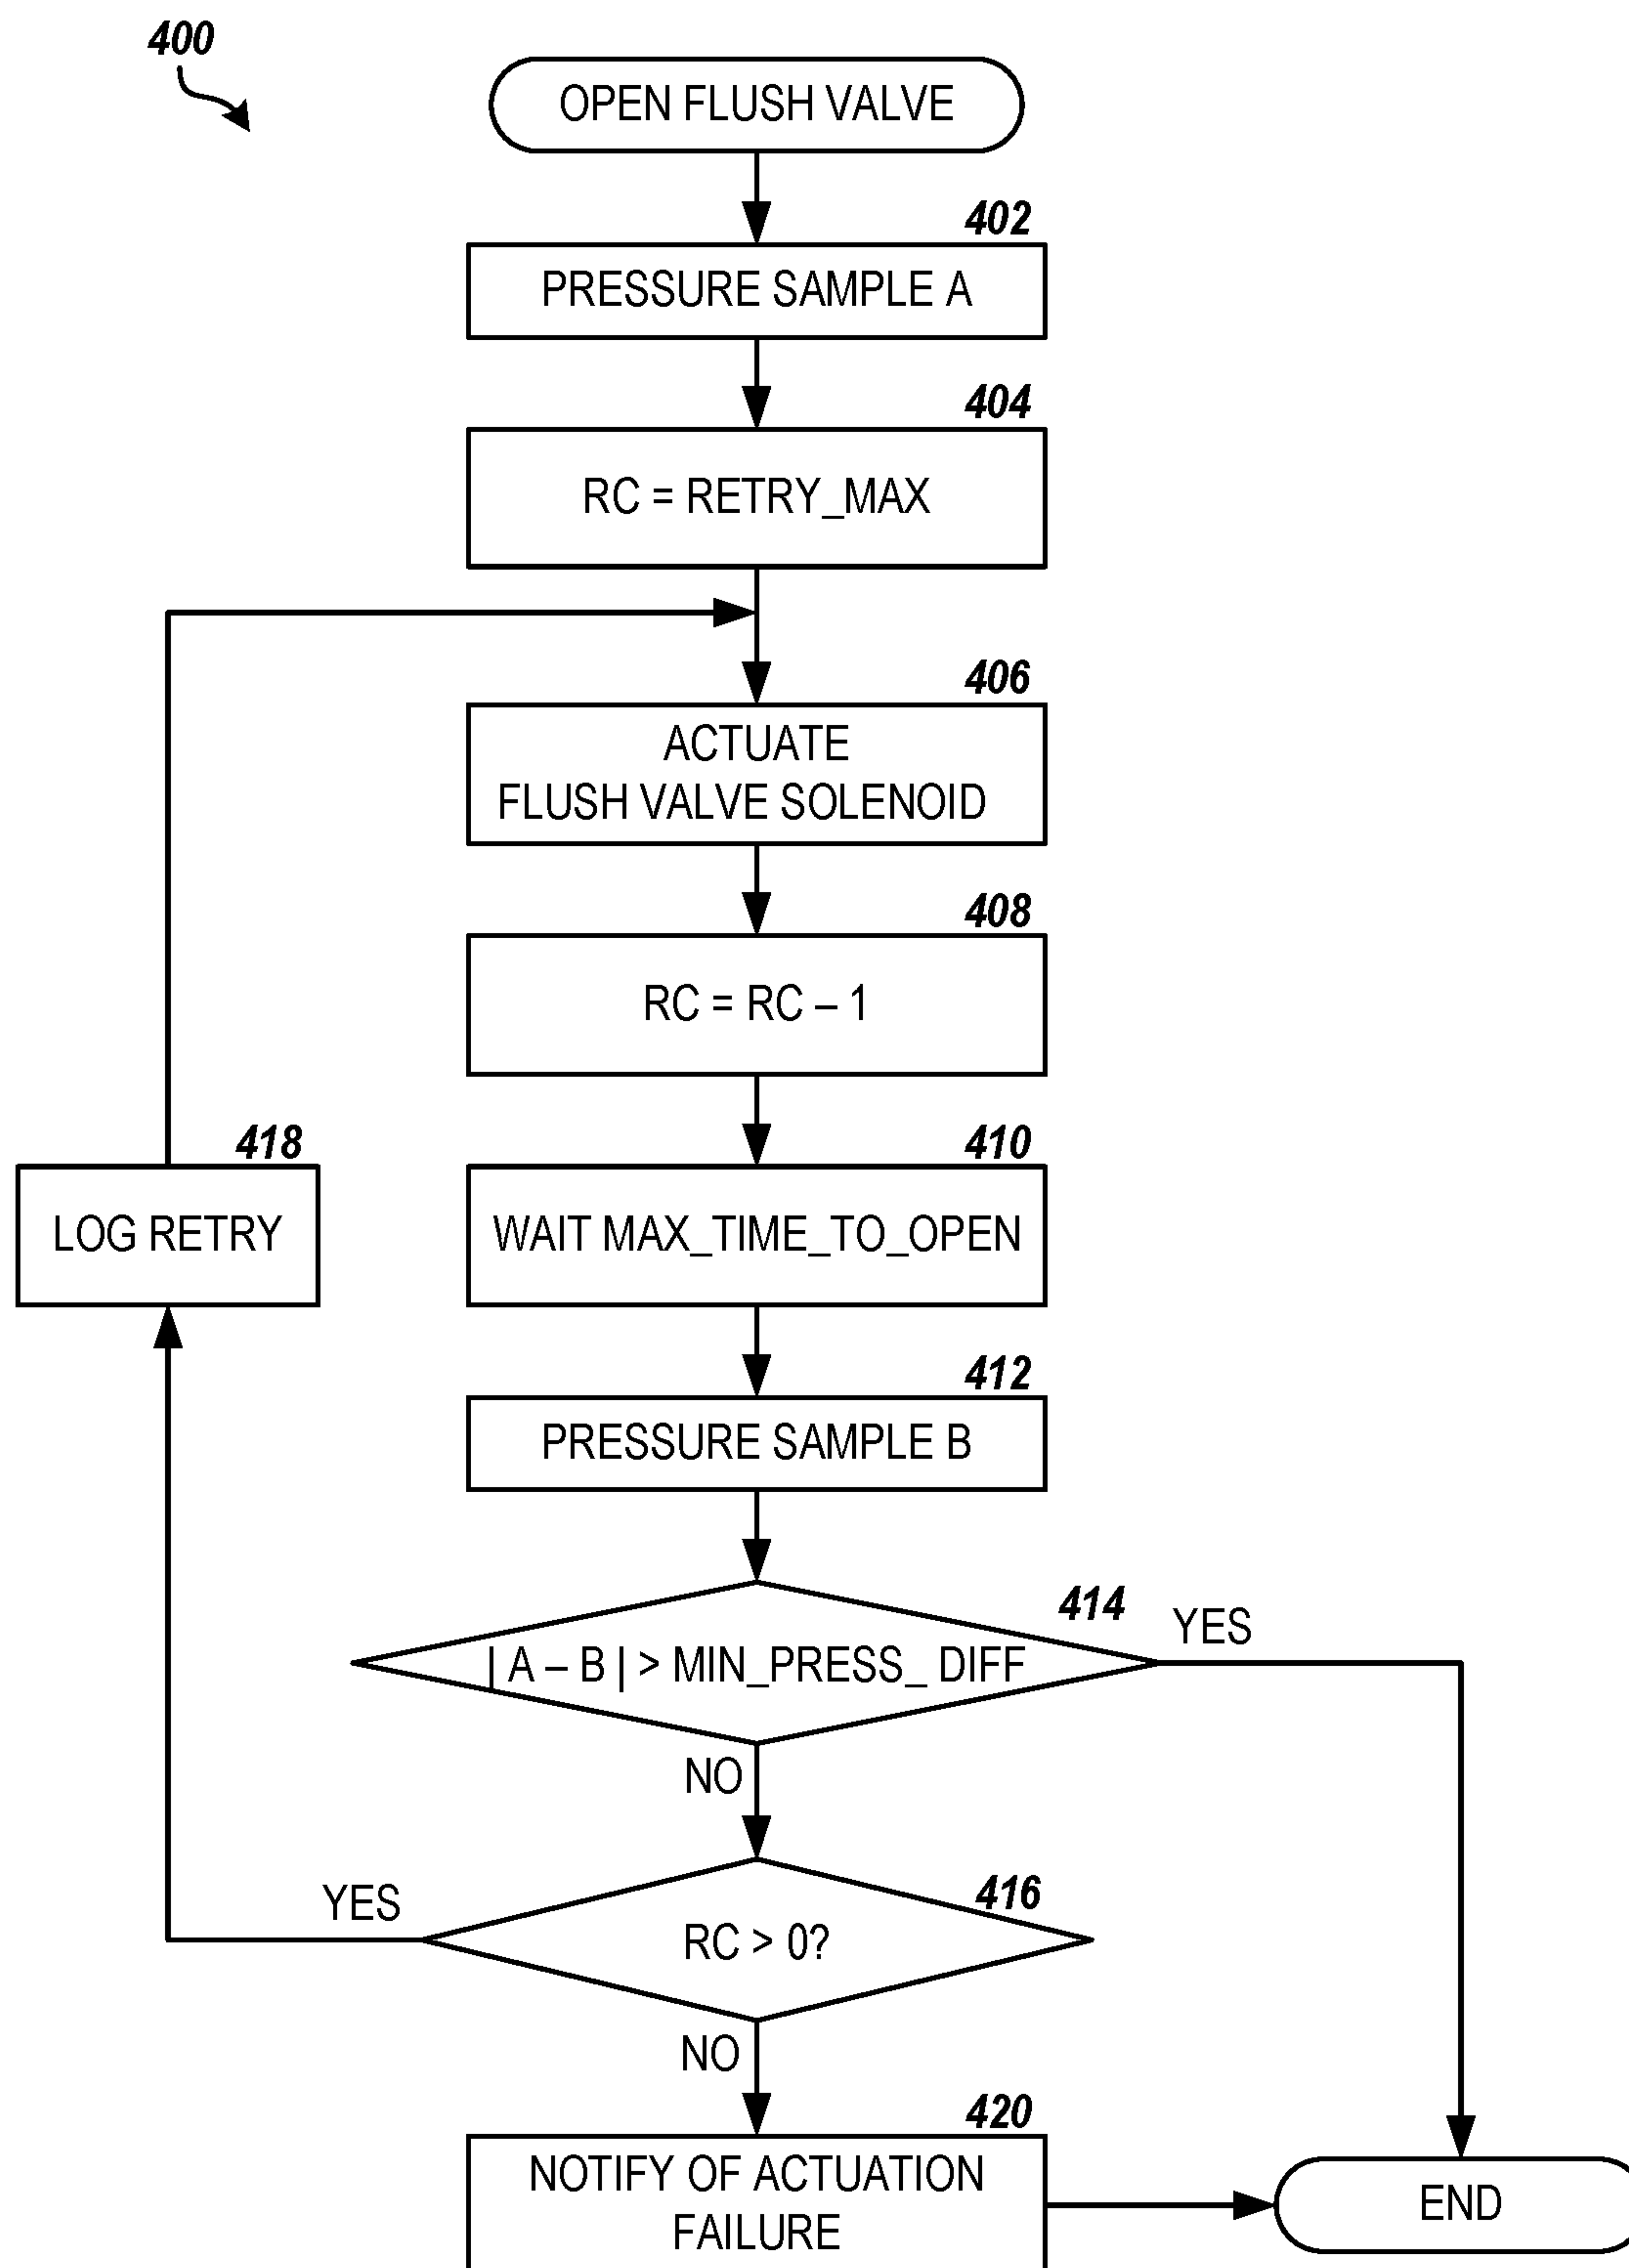 400
OPEN FLUSH VALVE
402
PRESSURE SAMPLE A
404
RC = RETRY_MAX
406
ACTUATE
FLUSH VALVE SOLENOID
408
RC = RC – 1
418
410
LOG RETRY
WAIT MAX_TIME_TO_OPEN
412
PRESSURE SAMPLE B
414
YES
| A – B | > MIN_PRESS_ DIFF
NO
416
YES
RC > 0?
NO
420
NOTIFY OF ACTUATION
FAILURE
END